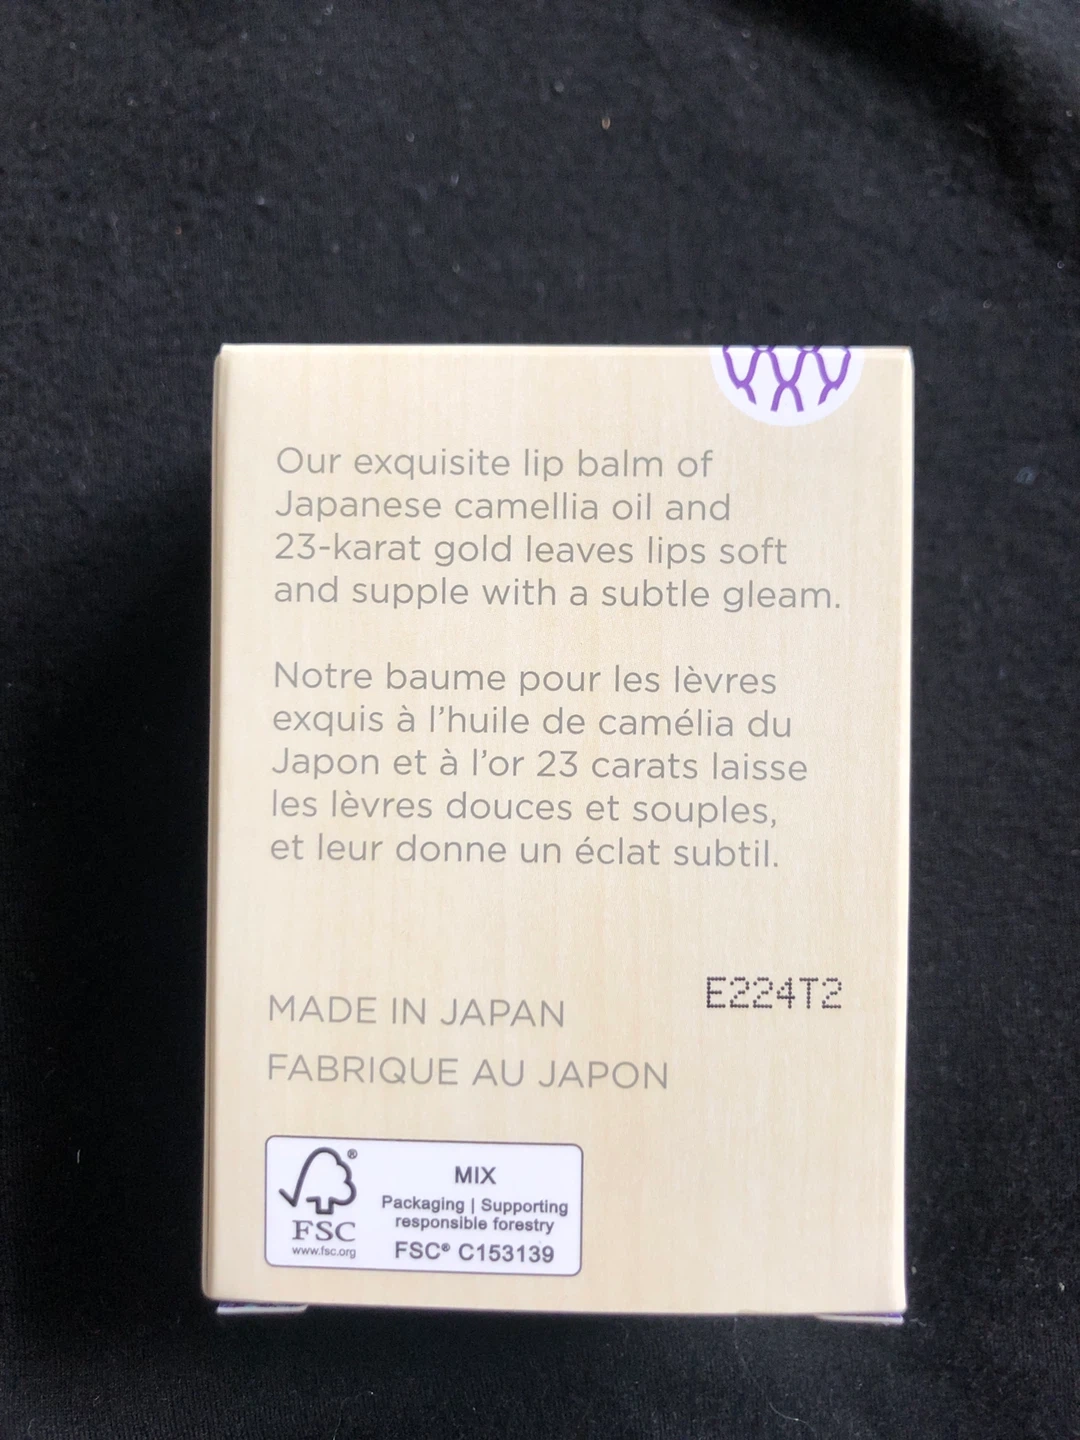 Our exquisite lip balm of
Japanese camellia oil and
23-karat gold leaves lips soft
and supple with a subtle gleam.
Notre baume pour les lèvres
exquis à l'huile de camélia du
Japon et à l'or 23 carats laisse
les lèvres douces et souples,
et leur donne un éclat subtil.
E224T2
MADE IN JAPAN
FABRIQUE AU JAPON
FSC
www.fsc.org
MIX
Packaging | Supporting
responsible forestry
FSC® C153139